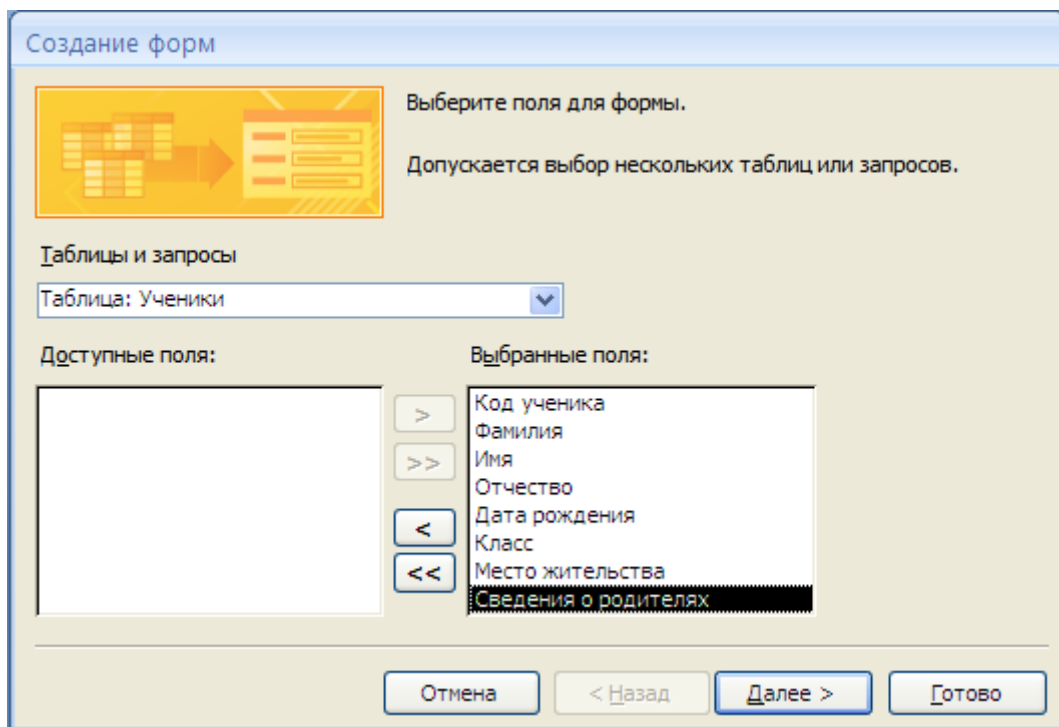 Создание форм
Выберите поля для формы.
Допускается выбор нескольких таблиц или запросов.
Таблицы и запросы
Таблица: Ученики
Доступные поля:
Выбранные поля:
>
>>
<
<<
Код ученика
Фамилия
Имя
Отчество
Дата рождения
Класс
Место жительства
Сведения о родителях
Отмена
< Назад
Далее >
Готово